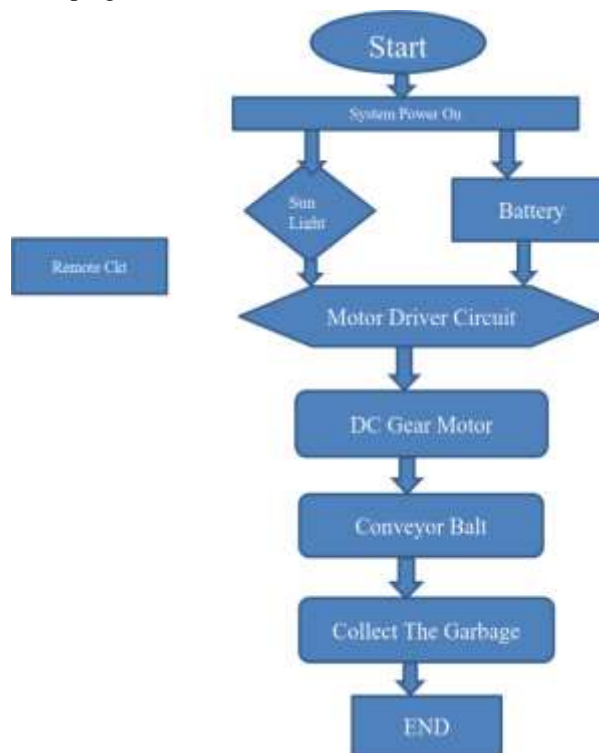 Start
System Power On
Sun
Light
Battery
Remote Ckt
Motor Driver Circuit
DC Gear Motor
Conveyor Balt
Collect The Garbage
END